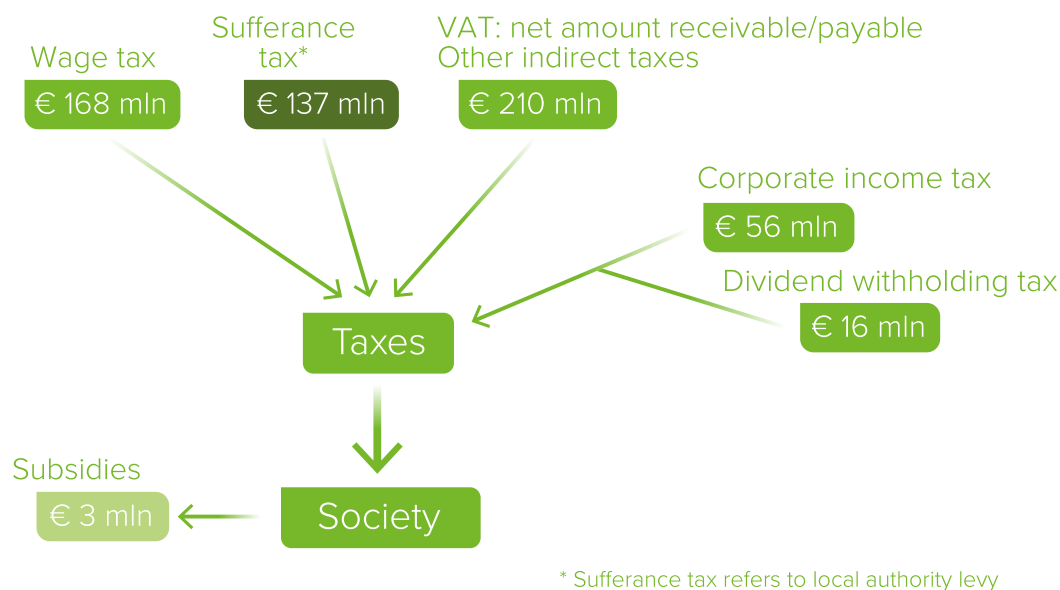 Wage tax
€ 168 mln
Sufferance
tax*
€ 137 mln
VAT: net amount receivable/payable
Other indirect taxes
€ 210 mln
Corporate income tax
€ 56 mln
Dividend withholding tax
€ 16 mln
Taxes
Subsidies
€ 3 mln
Society
* Sufferance tax refers to local authority levy